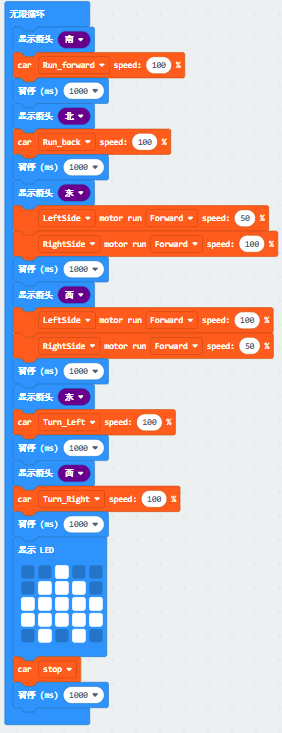 无限循环
显示箭头 南
car Run_forward speed: 100 %
暂停 (ms) 1000
显示箭头 北
car Run_back speed: 100 %
暂停 (ms) 1000
显示箭头 东
LeftSide motor run Forward speed: 50 %
RightSide motor run Forward speed: 100 %
暂停 (ms) 1000
显示箭头 西
LeftSide motor run Forward speed: 100 %
RightSide motor run Forward speed: 50 %
暂停 (ms) 1000
显示箭头 东
car Turn_Left speed: 100 %
暂停 (ms) 1000
显示箭头 西
car Turn_Right speed: 100 %
暂停 (ms) 1000
显示 LED
car stop
暂停 (ms) 1000